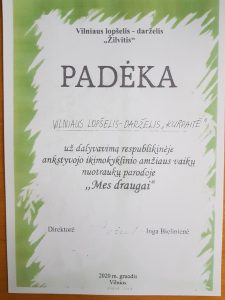 Vilniaus lopšelis - darželis
„Žilvitis"
PADĖKA
VILNIAUS LOPŠELIS-DARŽELIS „KURPAITĖ"
už dalyvavimą respublikinėje
ankstyvojo ikimokyklinio amžiaus vaikų
nuotraukų parodoje
„Mes draugai"
Direktorė Inga Bielinienė
2020 m. gruodis
Vilnius